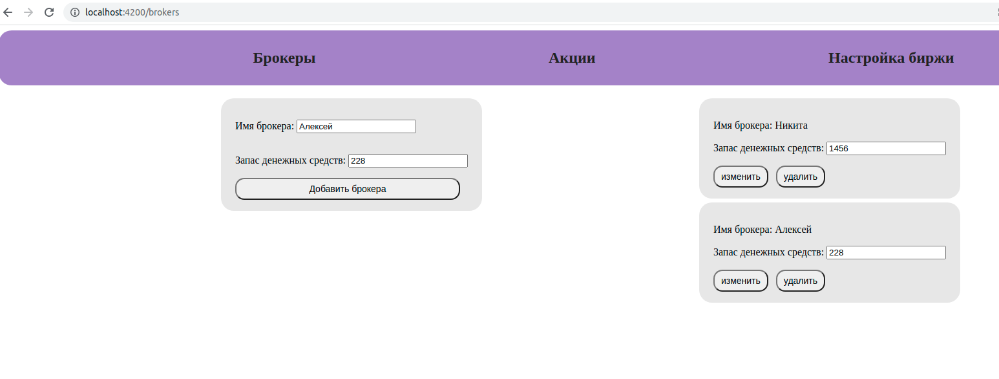 localhost:4200/brokers
Брокеры Акции Настройка биржи
Имя брокера: Алексей
Запас денежных средств: 228
Добавить брокера
Имя брокера: Никита
Запас денежных средств: 1456
изменить удалить
Имя брокера: Алексей
Запас денежных средств: 228
изменить удалить